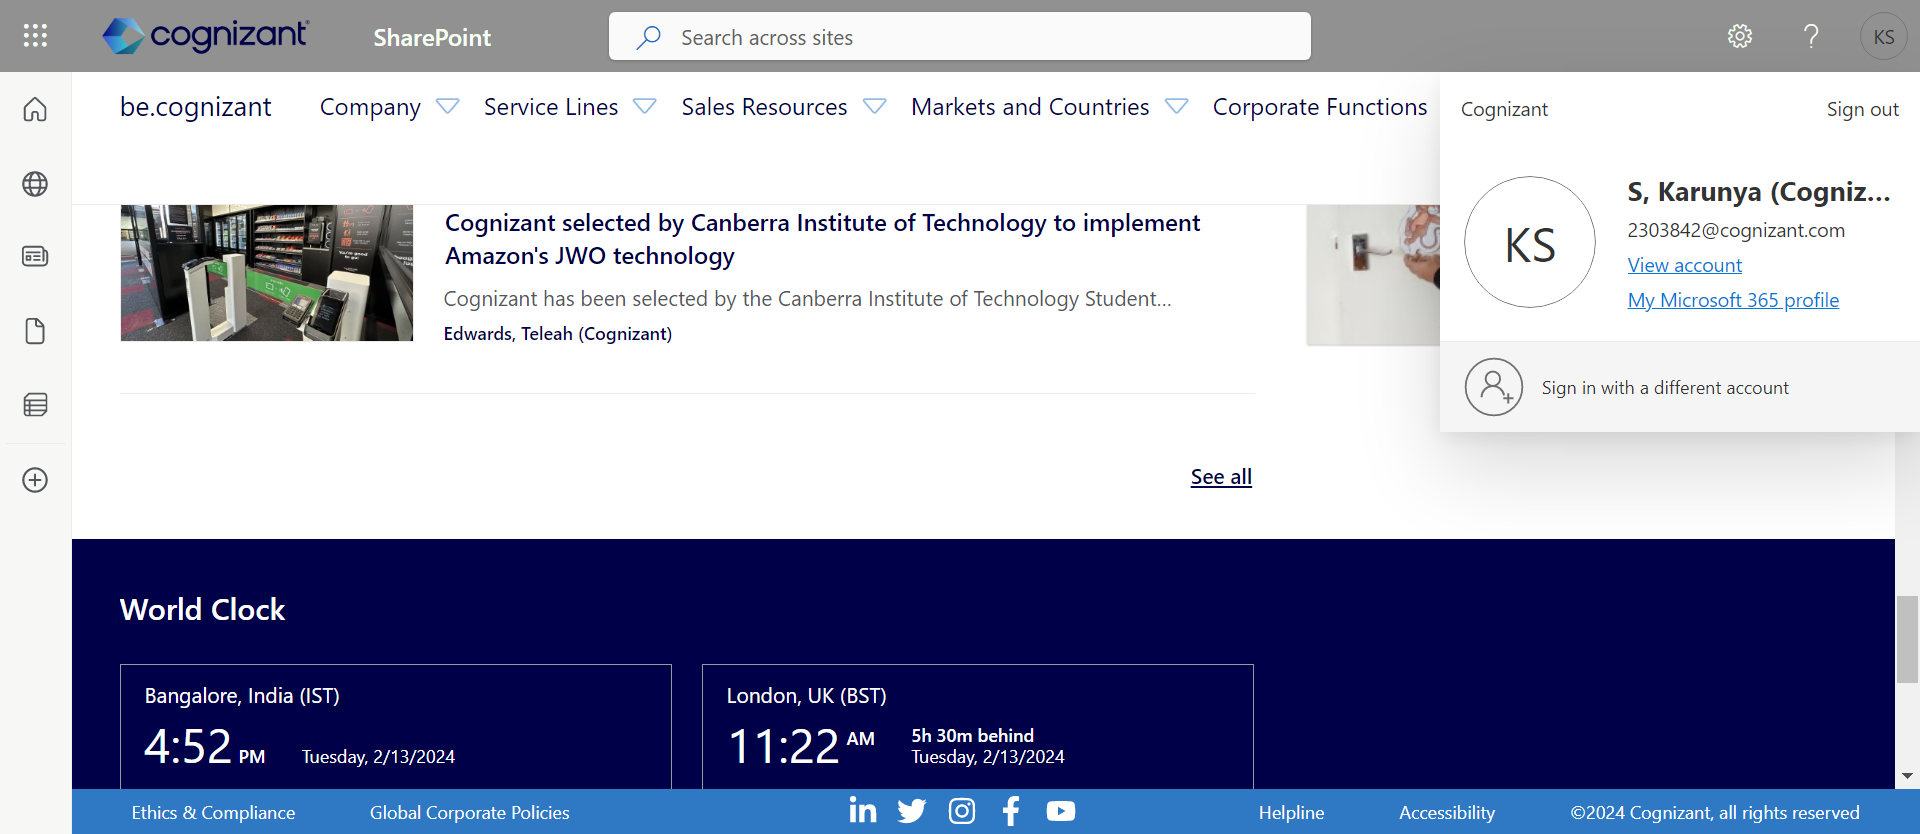 cognizant
SharePoint
Search across sites
KS
be.cognizant
Company
Service Lines
Sales Resources
Markets and Countries
Corporate Functions
Cognizant
Sign out
KS
S, Karunya (Cogniz...
2303842@cognizant.com
View account
My Microsoft 365 profile
Sign in with a different account
Cognizant selected by Canberra Institute of Technology to implement
Amazon's JWO technology
Cognizant has been selected by the Canberra Institute of Technology Student...
Edwards, Teleah (Cognizant)
See all
World Clock
Bangalore, India (IST)
4:52 PM
Tuesday, 2/13/2024
London, UK (BST)
11:22 AM
5h 30m behind
Tuesday, 2/13/2024
Ethics & Compliance
Global Corporate Policies
Helpline
Accessibility
©2024 Cognizant, all rights reserved